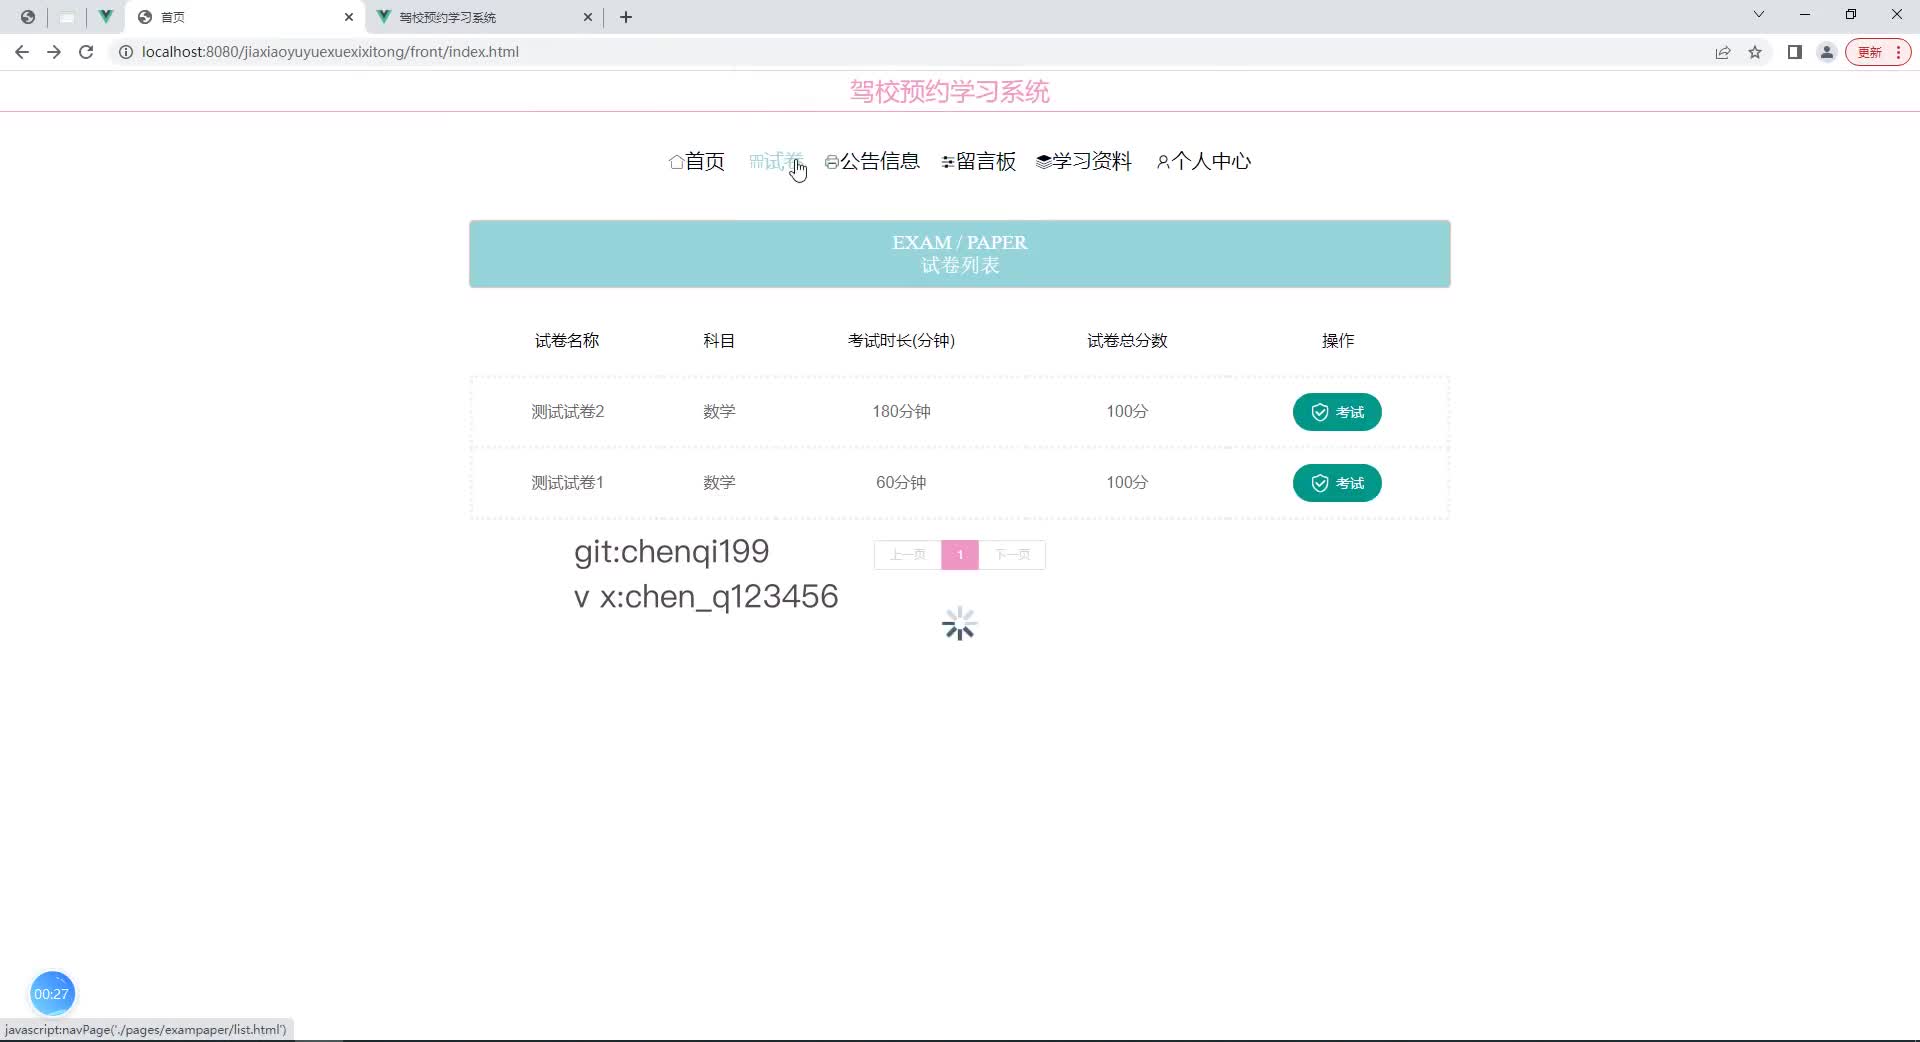 首页
驾校预约学习系统
localhost:8080/jiaxiaoyuyuexuexixitong/front/index.html
更新
驾校预约学习系统
首页 试卷 公告信息 留言板 学习资料 个人中心
EXAM / PAPER
试卷列表
试卷名称 科目 考试时长(分钟) 试卷总分数 操作
测试试卷2 数学 180分钟 100分 考试
测试试卷1 数学 60分钟 100分 考试
git:chenqi199
上一页 1 下一页
v x:chen_q123456
00:27
javascript:navPage('./pages/exampaper/list.html')